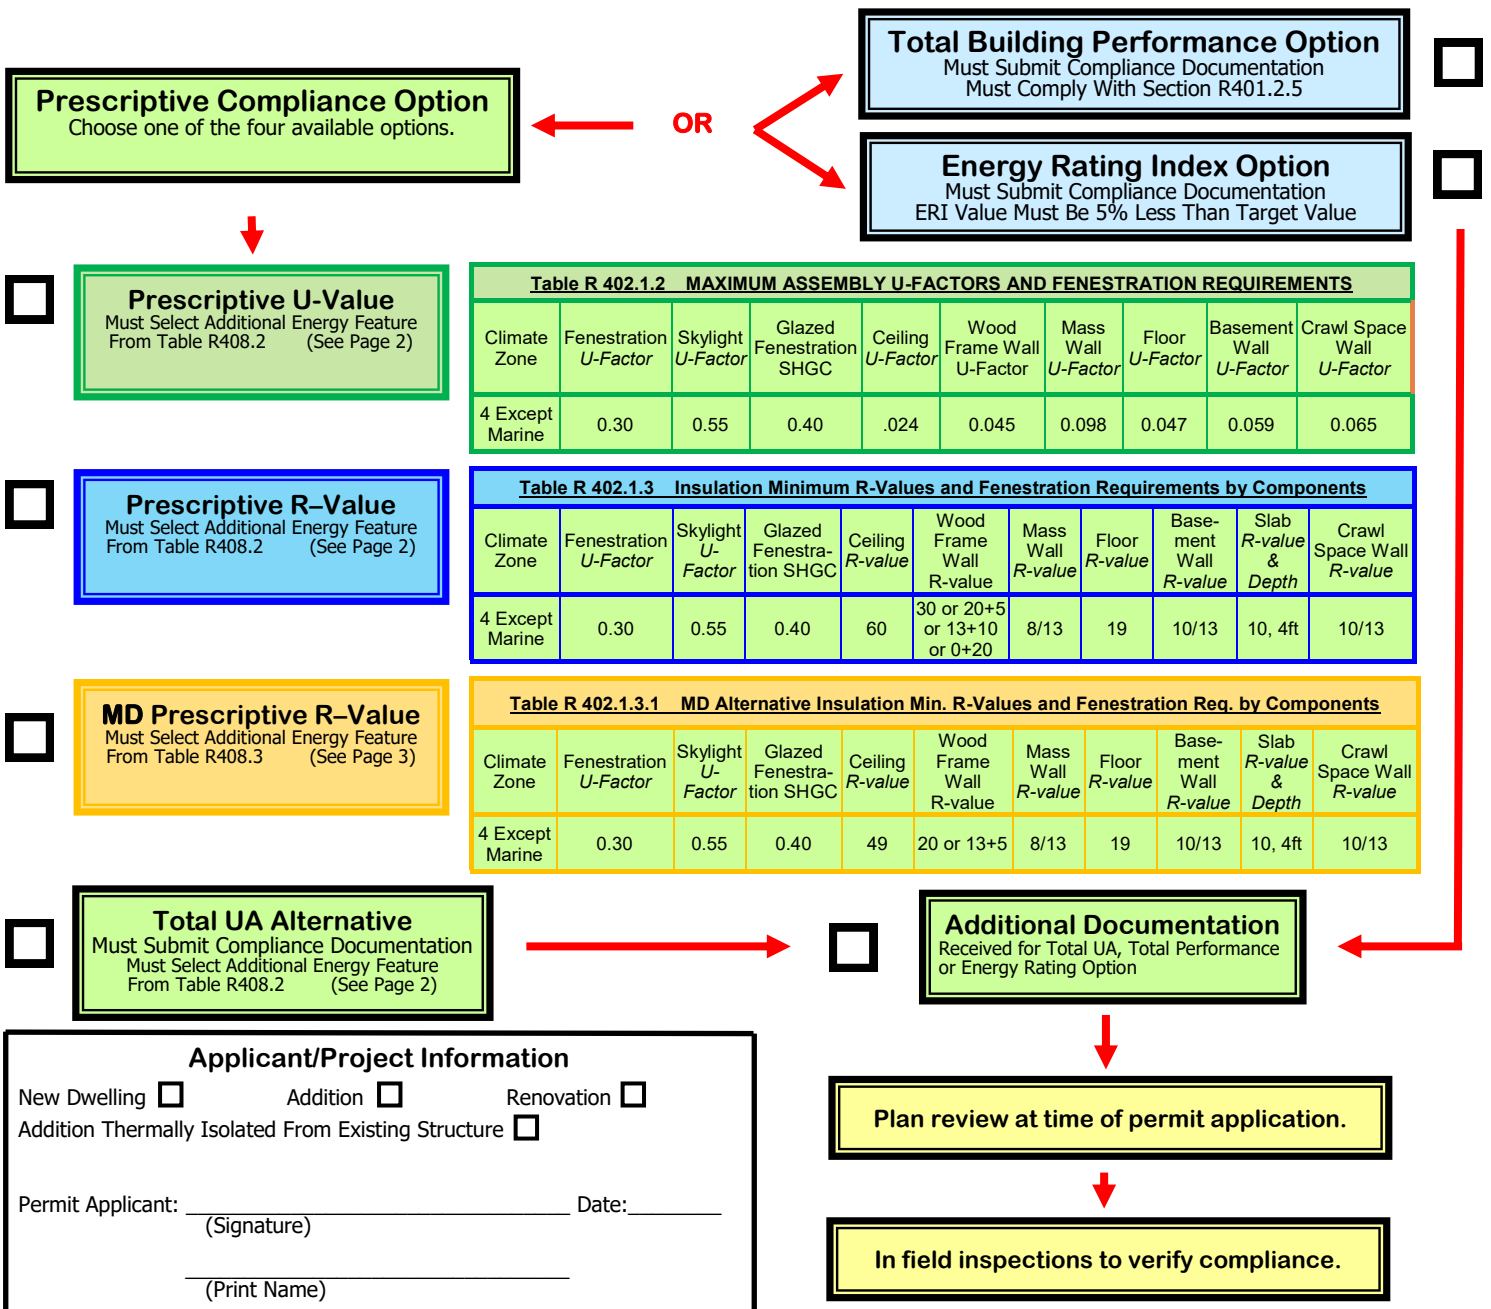 Total Building Performance Option
Must Submit Compliance Documentation
Must Comply With Section R401.2.5
Prescriptive Compliance Option
Choose one of the four available options.
OR
Energy Rating Index Option
Must Submit Compliance Documentation
ERI Value Must Be 5% Less Than Target Value
Prescriptive U-Value
Must Select Additional Energy Feature
From Table R408.2 (See Page 2)
Table R 402.1.2 MAXIMUM ASSEMBLY U-FACTORS AND FENESTRATION REQUIREMENTS
Climate
Zone
Fenestration
U-Factor
Skylight
U-Factor
Glazed
Fenestration
SHGC
Ceiling
U-Factor
Wood
Frame Wall
U-Factor
Mass
Wall
U-Factor
Floor
U-Factor
Basement
Wall
U-Factor
Crawl Space
Wall
U-Factor
4 Except
Marine
0.30
0.55
0.40
.024
0.045
0.098
0.047
0.059
0.065
Prescriptive R–Value
Must Select Additional Energy Feature
From Table R408.2 (See Page 2)
Table R 402.1.3 Insulation Minimum R-Values and Fenestration Requirements by Components
Climate
Zone
Fenestration
U-Factor
Skylight
U-
Factor
Glazed
Fenestra-
tion SHGC
Ceiling
R-value
Wood
Frame
Wall
R-value
Mass
Wall
R-value
Floor
R-value
Base-
ment
Wall
R-value
Slab
R-value
&
Depth
Crawl
Space Wall
R-value
4 Except
Marine
0.30
0.55
0.40
60
30 or 20+5
or 13+10
or 0+20
8/13
19
10/13
10, 4ft
10/13
MD Prescriptive R–Value
Must Select Additional Energy Feature
From Table R408.3 (See Page 3)
Table R 402.1.3.1 MD Alternative Insulation Min. R-Values and Fenestration Req. by Components
Climate
Zone
Fenestration
U-Factor
Skylight
U-
Factor
Glazed
Fenestra-
tion SHGC
Ceiling
R-value
Wood
Frame
Wall
R-value
Mass
Wall
R-value
Floor
R-value
Base-
ment
Wall
R-value
Slab
R-value
&
Depth
Crawl
Space Wall
R-value
4 Except
Marine
0.30
0.55
0.40
49
20 or 13+5
8/13
19
10/13
10, 4ft
10/13
Total UA Alternative
Must Submit Compliance Documentation
Must Select Additional Energy Feature
From Table R408.2 (See Page 2)
Additional Documentation
Received for Total UA, Total Performance
or Energy Rating Option
Applicant/Project Information
New Dwelling Addition Renovation
Addition Thermally Isolated From Existing Structure
Permit Applicant: _________________________________ Date:________
(Signature)
_________________________________
(Print Name)
Plan review at time of permit application.
In field inspections to verify compliance.